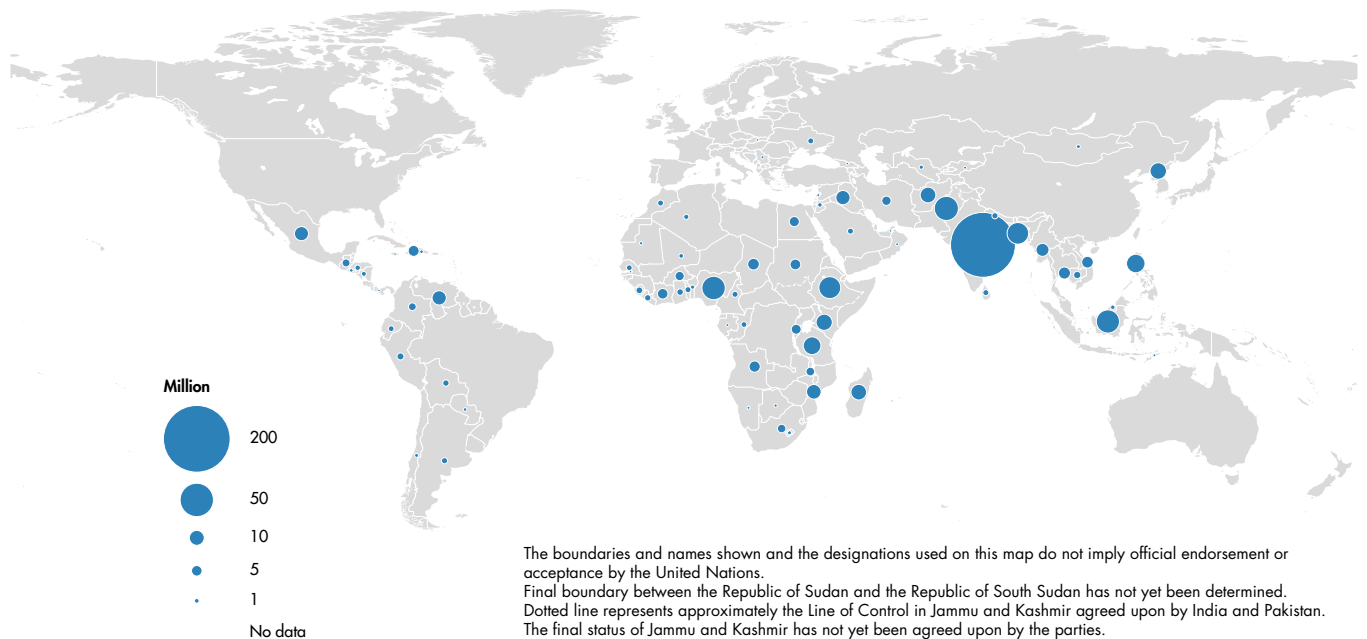 Million
200
50
10
5
1
No data
The boundaries and names shown and the designations used on this map do not imply official endorsement or
acceptance by the United Nations.
Final boundary between the Republic of Sudan and the Republic of South Sudan has not yet been determined.
Dotted line represents approximately the Line of Control in Jammu and Kashmir agreed upon by India and Pakistan.
The final status of Jammu and Kashmir has not yet been agreed upon by the parties.